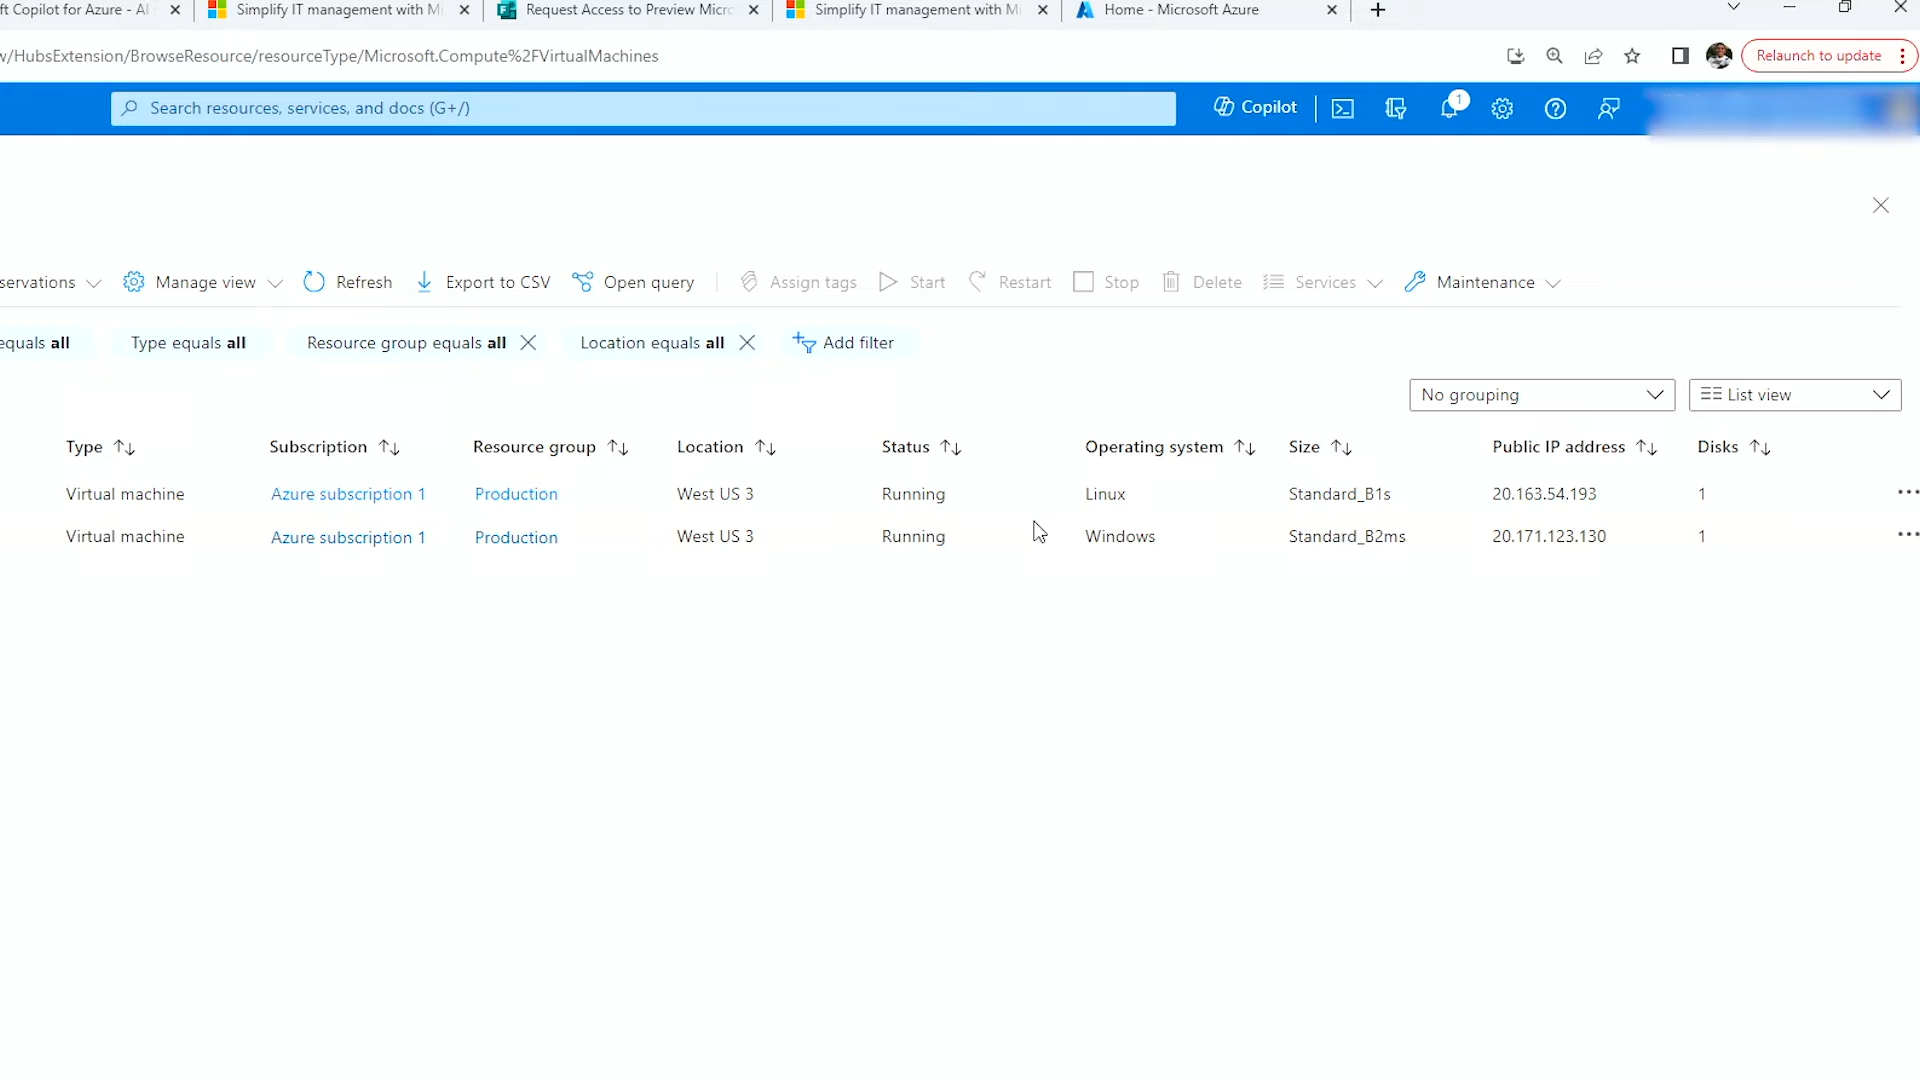 ft Copilot for Azure - AI
Simplify IT management with Mi
Request Access to Preview Micro
Simplify IT management with Mi
Home - Microsoft Azure
w/HubsExtension/BrowseResource/resourceType/Microsoft.Compute%2FVirtualMachines
Relaunch to update
Search resources, services, and docs (G+/)
Copilot
1
servations
Manage view
Refresh
Export to CSV
Open query
Assign tags
Start
Restart
Stop
Delete
Services
Maintenance
equals all
Type equals all
Resource group equals all
Location equals all
Add filter
No grouping
List view
Type Subscription Resource group Location Status Operating system Size Public IP address Disks
Virtual machine Azure subscription 1 Production West US 3 Running Linux Standard_B1s 20.163.54.193 1
Virtual machine Azure subscription 1 Production West US 3 Running Windows Standard_B2ms 20.171.123.130 1